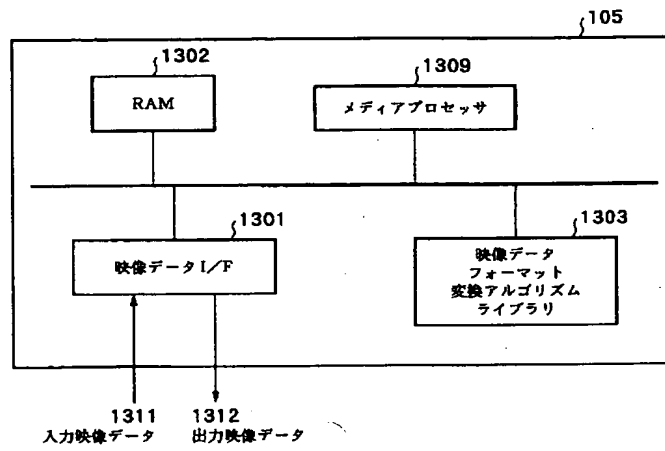 105
1302
RAM
1309
メディアプロセッサ
1301
映像データ I/F
1303
映像データ
フォーマット
変換アルゴリズム
ライブラリ
1311
入力映像データ
1312
出力映像データ